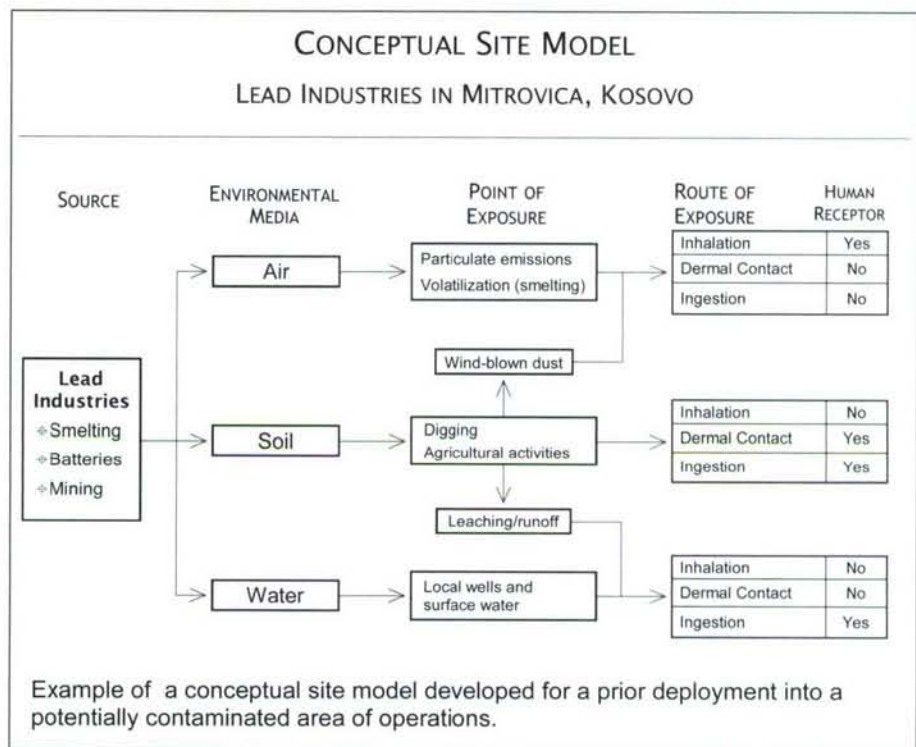 CONCEPTUAL SITE MODEL
LEAD INDUSTRIES IN MITROVICA, KOSOVO
SOURCE
ENVIRONMENTAL
MEDIA
POINT OF
EXPOSURE
ROUTE OF
EXPOSURE
HUMAN
RECEPTOR
Lead
Industries
Smelting
Batteries
Mining
Air
Particulate emissions
Volatilization (smelting)
Inhalation Yes
Dermal Contact No
Ingestion No
Wind-blown dust
Soil
Digging
Agricultural activities
Inhalation No
Dermal Contact Yes
Ingestion Yes
Leaching/runoff
Water
Local wells and
surface water
Inhalation No
Dermal Contact No
Ingestion Yes
Example of a conceptual site model developed for a prior deployment into a
potentially contaminated area of operations.